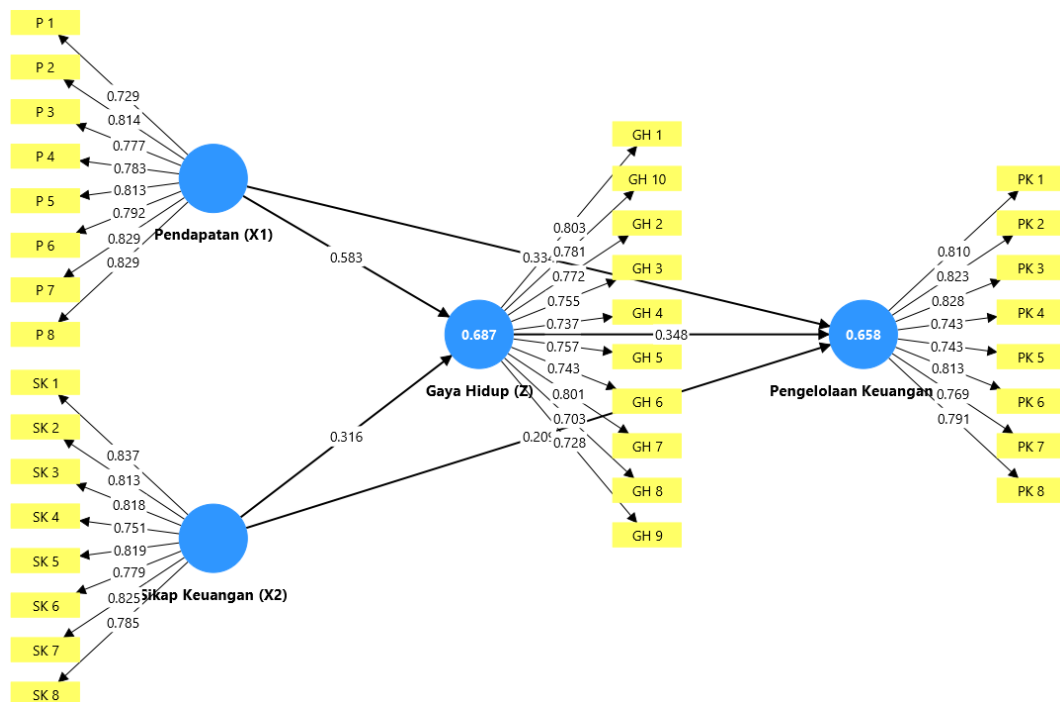 P 1
P 2
P 3
P 4
P 5
P 6
P 7
P 8
0.729
0.814
0.777
0.783
0.813
0.792
0.829
0.829
Pendapatan (X1)
SK 1
SK 2
SK 3
SK 4
SK 5
SK 6
SK 7
SK 8
0.837
0.813
0.818
0.751
0.819
0.779
0.825
0.785
Sikap Keuangan (X2)
0.583
0.316
0.334
0.348
0.209
0.687
Gaya Hidup (Z)
GH 1
GH 10
GH 2
GH 3
GH 4
GH 5
GH 6
GH 7
GH 8
GH 9
0.803
0.781
0.772
0.755
0.737
0.757
0.743
0.801
0.703
0.728
0.658
Pengelolaan Keuangan
0.810
0.823
0.828
0.743
0.743
0.813
0.769
0.791
PK 1
PK 2
PK 3
PK 4
PK 5
PK 6
PK 7
PK 8